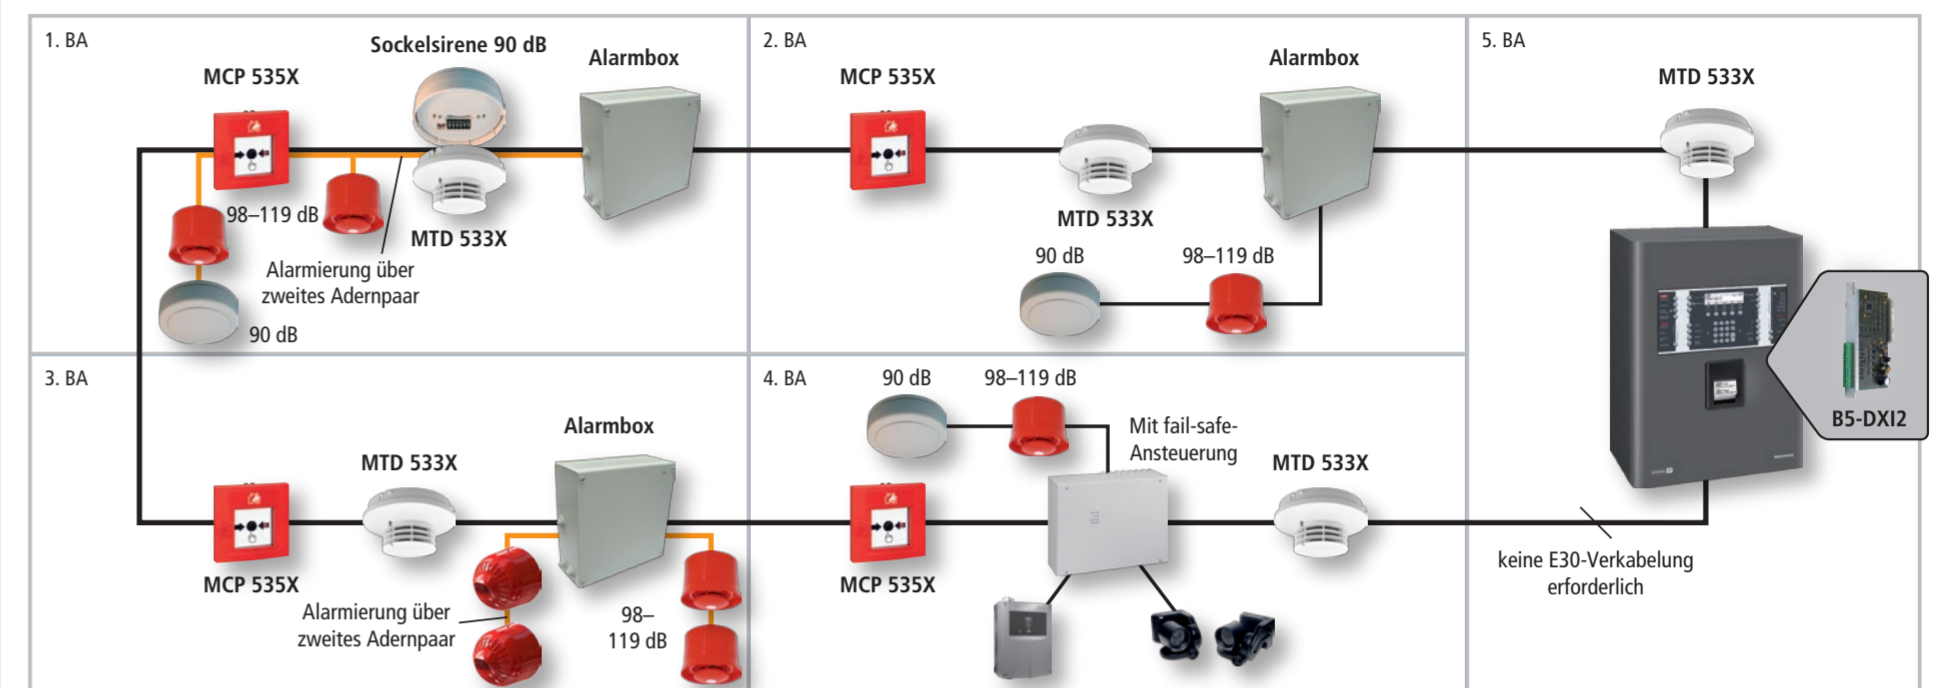 1. BA
Sockelsirene 90 dB
Alarmbox
MCP 535X
98–119 dB
MTD 533X
Alarmierung über
zweites Adernpaar
90 dB
2. BA
MCP 535X
Alarmbox
MTD 533X
90 dB
98–119 dB
5. BA
MTD 533X
B5-DXI2
keine E30-Verkabelung
erforderlich
3. BA
Alarmbox
MTD 533X
MCP 535X
Alarmierung über
zweites Adernpaar
98–
119 dB
4. BA
90 dB
98–119 dB
Mit fail-safe-
Ansteuerung
MTD 533X
MCP 535X